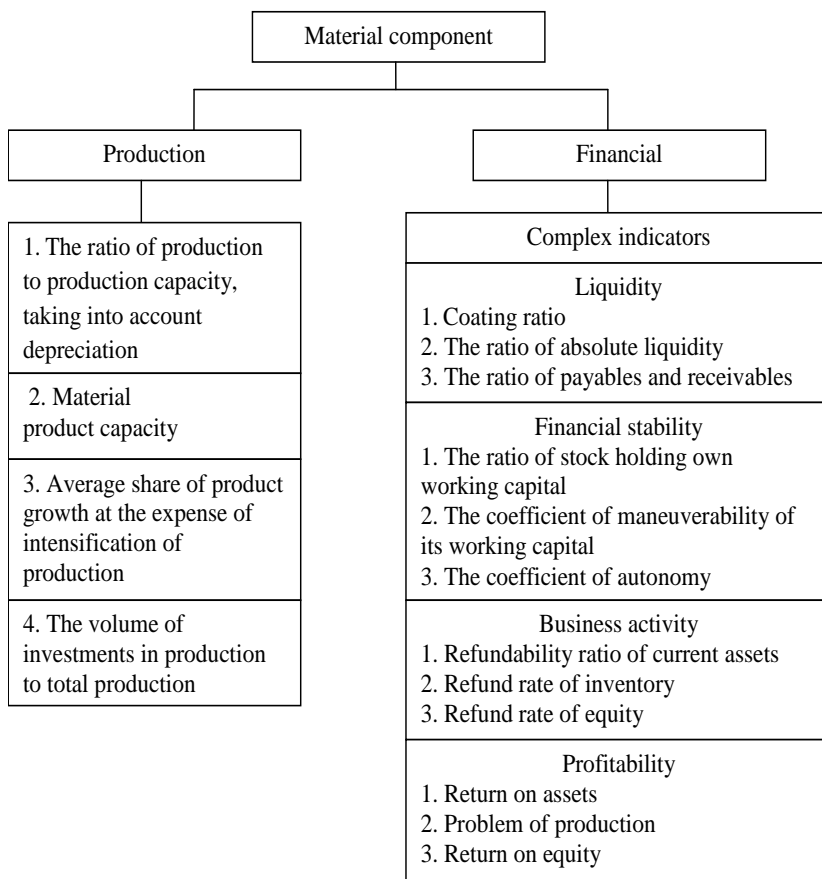 Material component
Production
1. The ratio of production
to production capacity,
taking into account
depreciation
2. Material
product capacity
3. Average share of product
growth at the expense of
intensification of
production
4. The volume of
investments in production
to total production
Financial
Complex indicators
Liquidity
1. Coating ratio
2. The ratio of absolute liquidity
3. The ratio of payables and receivables
Financial stability
1. The ratio of stock holding own
working capital
2. The coefficient of maneuverability of
its working capital
3. The coefficient of autonomy
Business activity
1. Refundability ratio of current assets
2. Refund rate of inventory
3. Refund rate of equity
Profitability
1. Return on assets
2. Problem of production
3. Return on equity